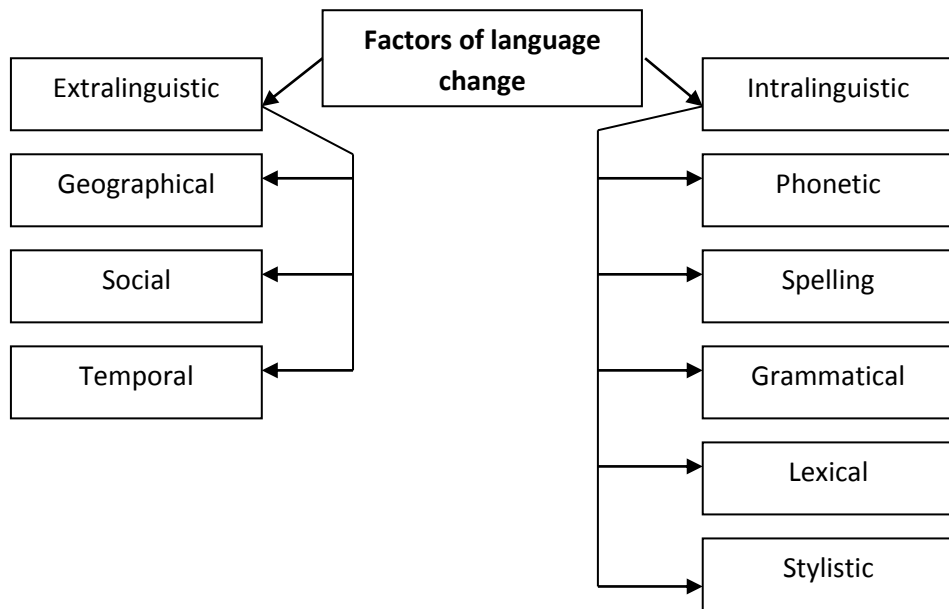 Factors of language
change
Extralinguistic
Intralinguistic
Geographical
Phonetic
Social
Spelling
Temporal
Grammatical
Lexical
Stylistic